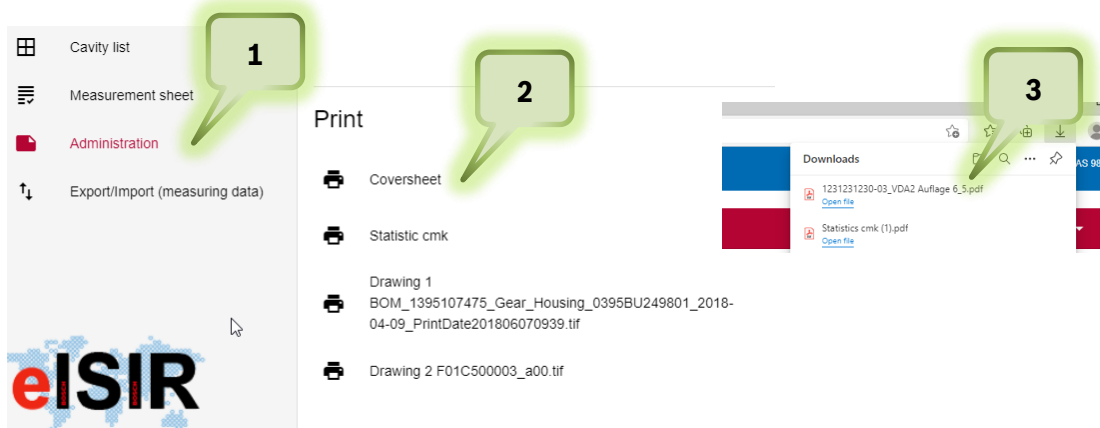 Cavity list
1
Measurement sheet
Administration
Export/Import (measuring data)
eISIR
Print
2
Coversheet
Statistic cmk
Drawing 1
BOM_1395107475_Gear_Housing_0395BU249801_2018-
04-09_PrintDate201806070939.tif
Drawing 2 F01C500003_a00.tif
3
Downloads
AS 98
1231231230-03_VDA2 Auflage 6_5.pdf
Open file
Statistics cmk (1).pdf
Open file